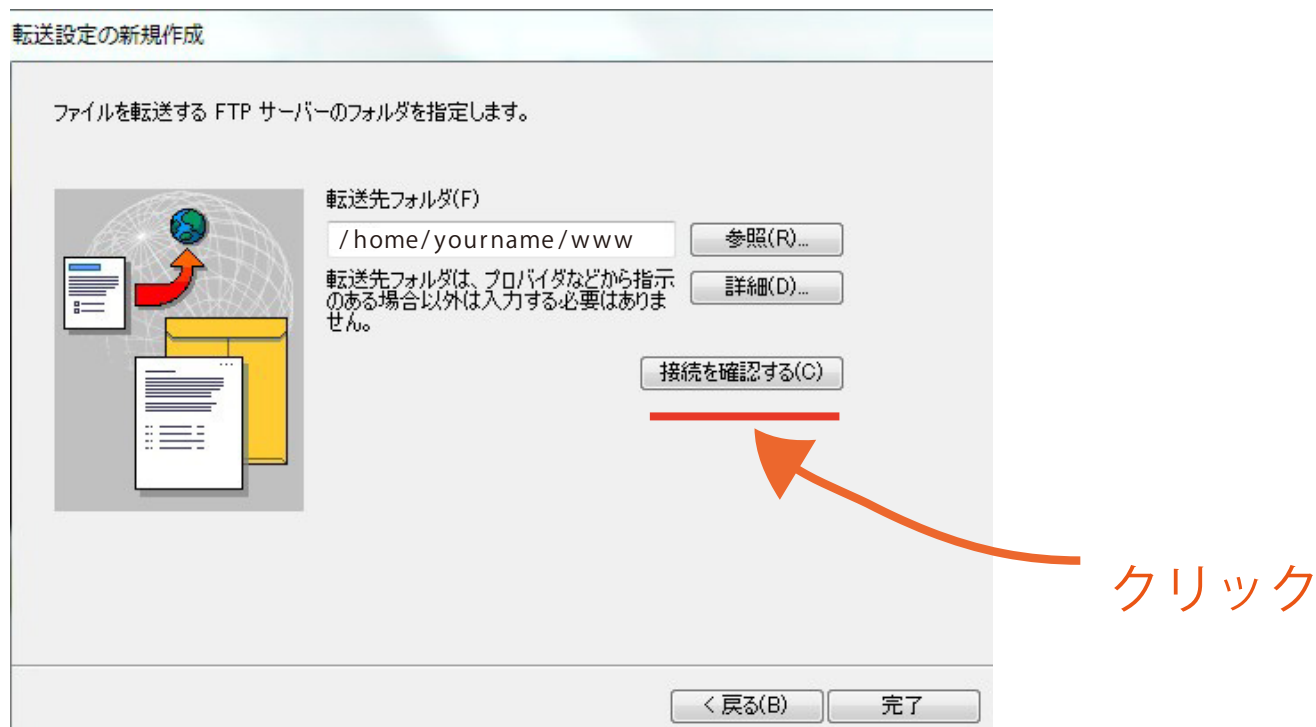 転送設定の新規作成
ファイルを転送する FTP サーバーのフォルダを指定します。
転送先フォルダ(F)
/home/yourname/www
参照(R)...
転送先フォルダは、プロバイダなどから指示
のある場合以外は入力する必要はありま
せん。
詳細(D)...
接続を確認する(C)
クリック
< 戻る(B)
完了